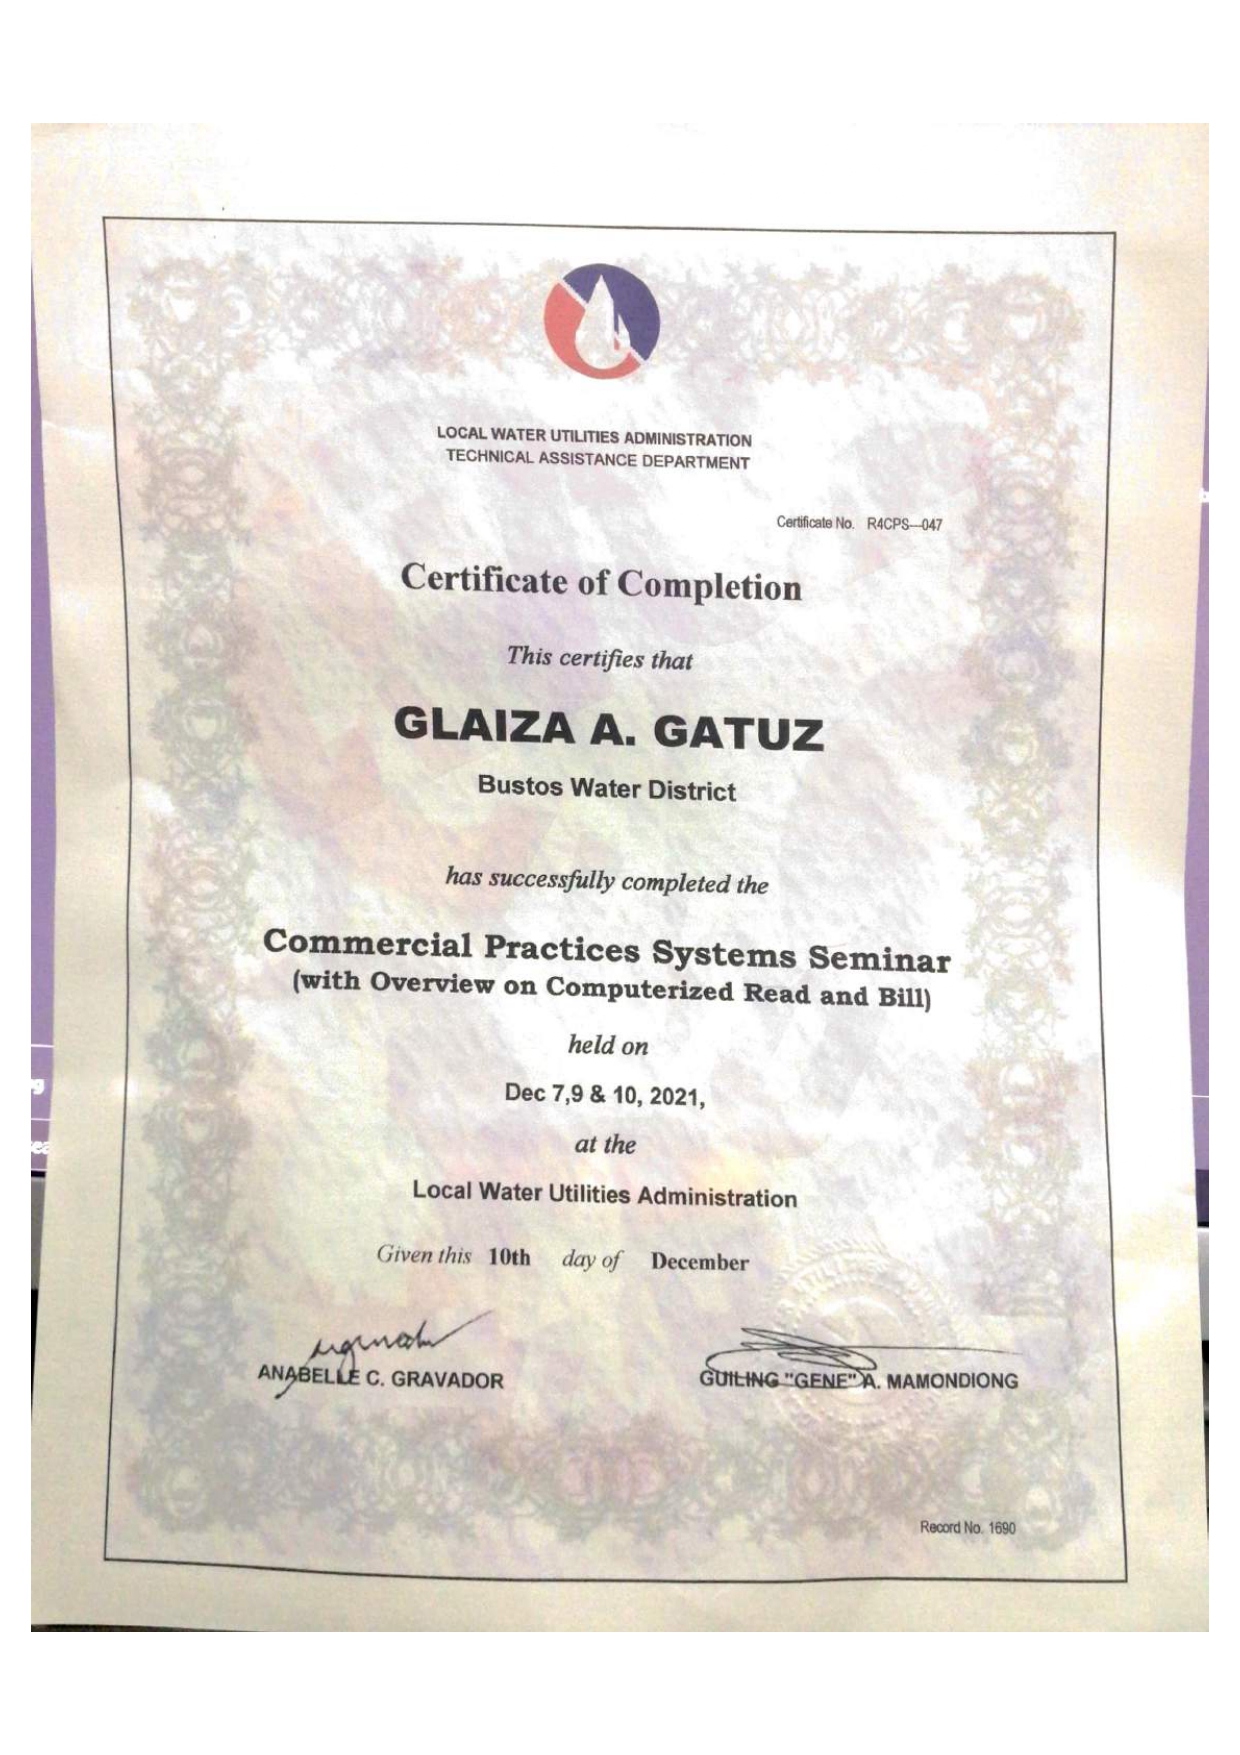 LOCAL WATER UTILITIES ADMINISTRATION
TECHNICAL ASSISTANCE DEPARTMENT
Certificate No. R4CPS---047
Certificate of Completion
This certifies that
GLAIZA A. GATUZ
Bustos Water District
has successfully completed the
Commercial Practices Systems Seminar
(with Overview on Computerized Read and Bill)
held on
Dec 7,9 & 10, 2021,
at the
Local Water Utilities Administration
Given this 10th day of December
ANABELLE C. GRAVADOR
GUILING "GENE" A. MAMONDIONG
Record No. 1690